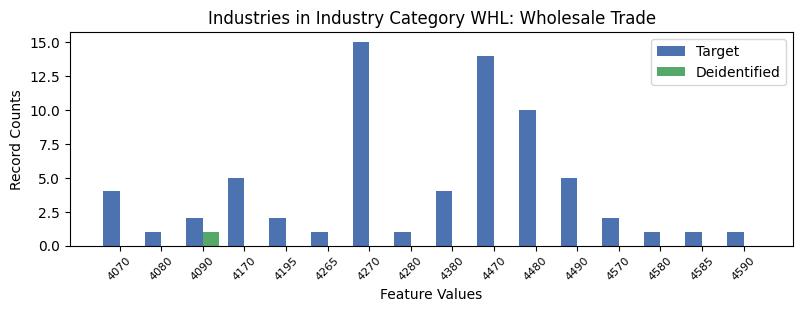 Industries in Industry Category WHL: Wholesale Trade
Target
Deidentified
Record Counts
15.0
12.5
10.0
7.5
5.0
2.5
0.0
4070 4080 4090 4170 4195 4265 4270 4280 4380 4470 4480 4490 4570 4580 4585 4590
Feature Values